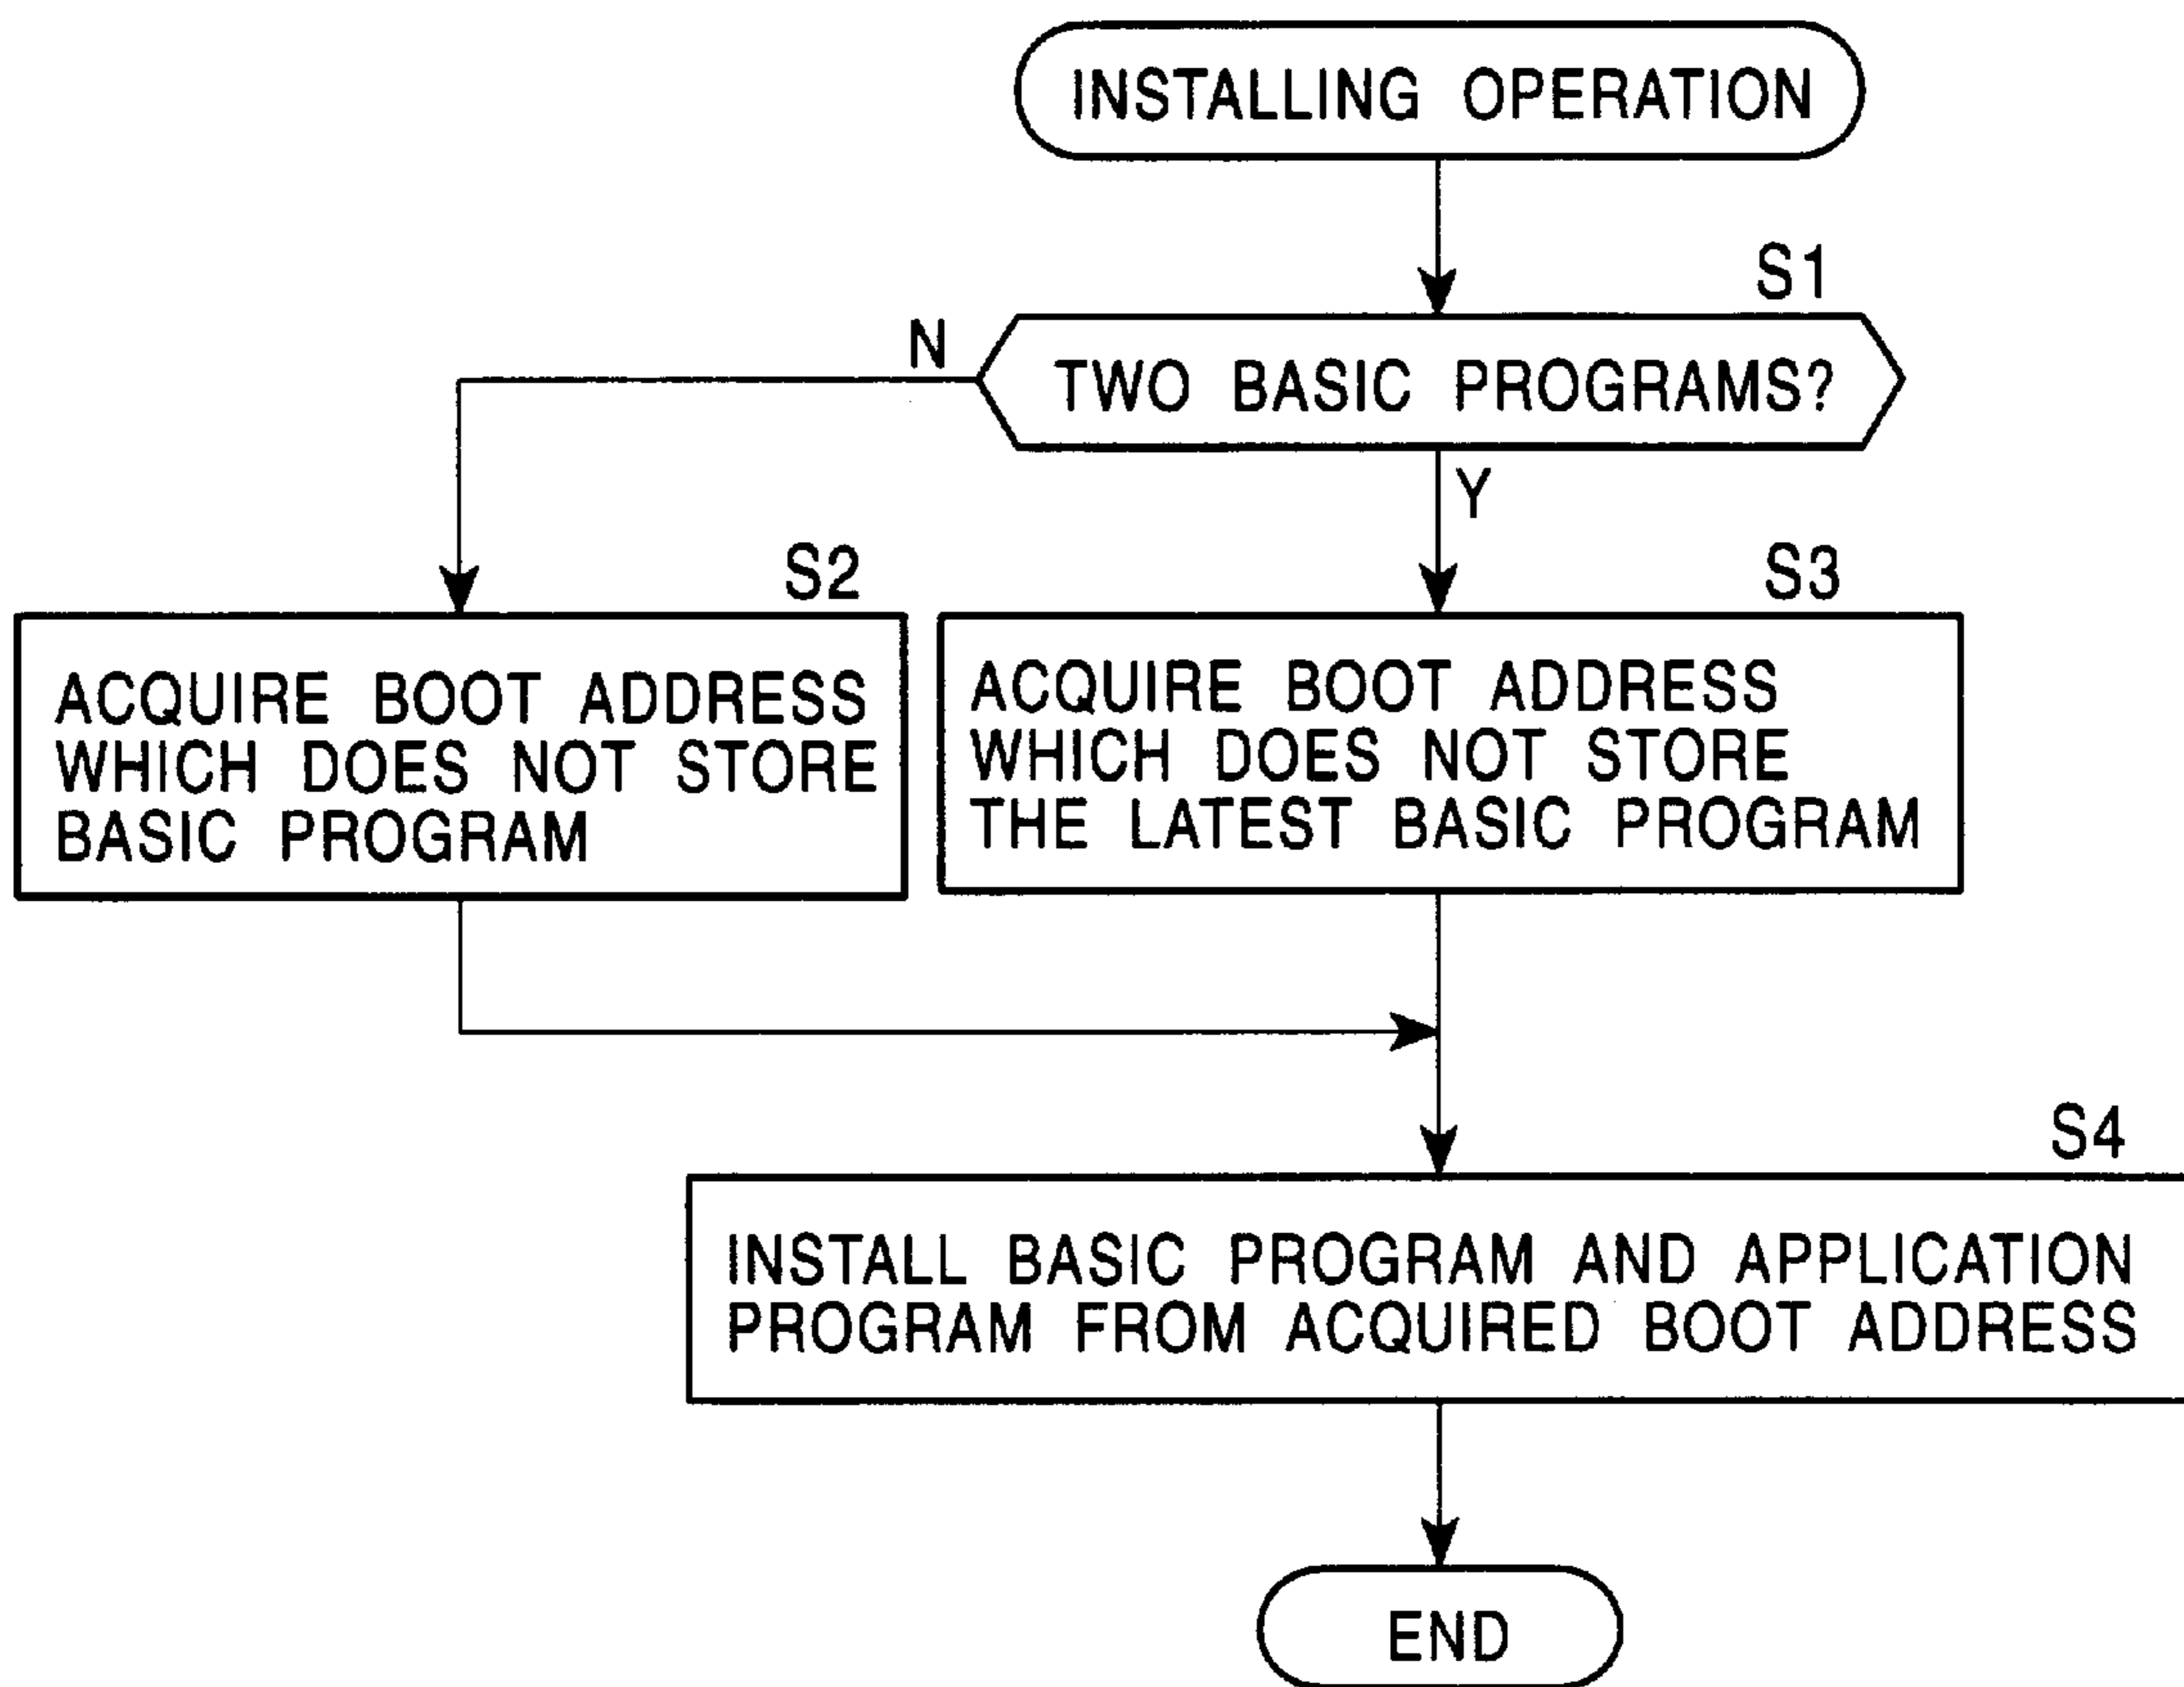 INSTALLING OPERATION
S1
N
TWO BASIC PROGRAMS?
Y
S2
ACQUIRE BOOT ADDRESS
WHICH DOES NOT STORE
BASIC PROGRAM
S3
ACQUIRE BOOT ADDRESS
WHICH DOES NOT STORE
THE LATEST BASIC PROGRAM
S4
INSTALL BASIC PROGRAM AND APPLICATION
PROGRAM FROM ACQUIRED BOOT ADDRESS
END